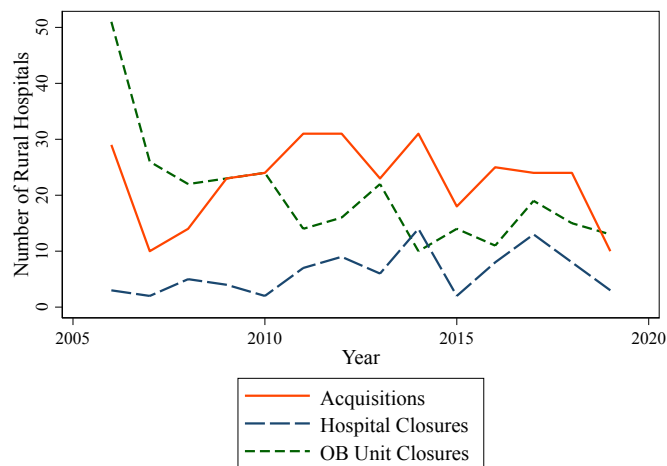 Number of Rural Hospitals
50
40
30
20
10
0
2005
2010
2015
2020
Year
Acquisitions
Hospital Closures
OB Unit Closures